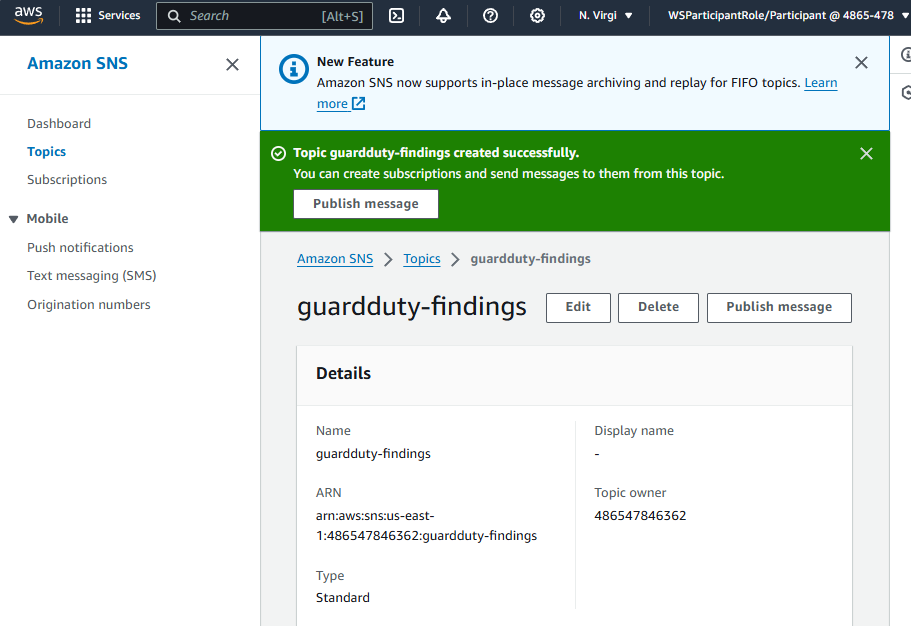 aws
Services
Search
[Alt+S]
N. Virgi
WSParticipantRole/Participant @ 4865-478
Amazon SNS
Dashboard
Topics
Subscriptions
Mobile
Push notifications
Text messaging (SMS)
Origination numbers
New Feature
Amazon SNS now supports in-place message archiving and replay for FIFO topics. Learn
more
Topic guardduty-findings created successfully.
You can create subscriptions and send messages to them from this topic.
Publish message
Amazon SNS
Topics
guardduty-findings
guardduty-findings
Edit
Delete
Publish message
Details
Name
guardduty-findings
ARN
arn:aws:sns:us-east-
1:486547846362:guardduty-findings
Type
Standard
Display name
-
Topic owner
486547846362